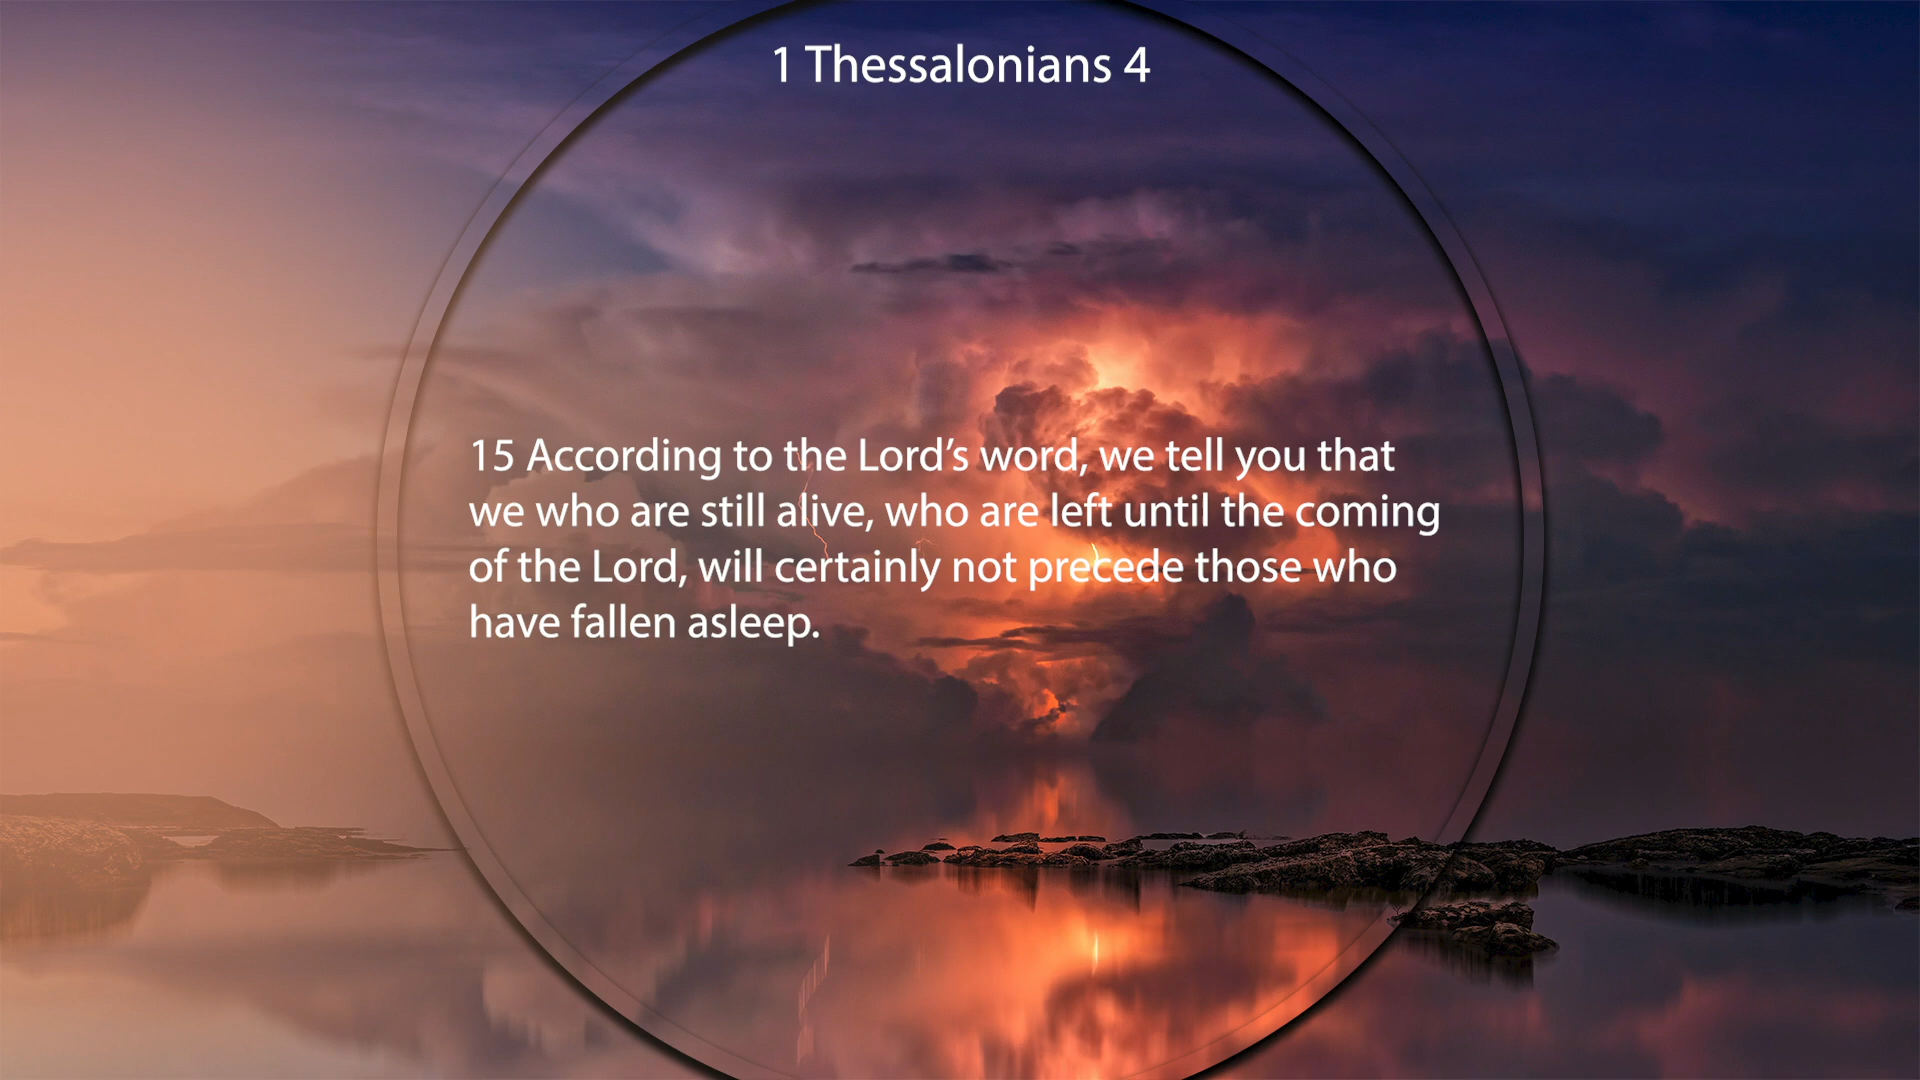 1 Thessalonians 4
15 According to the Lord’s word, we tell you that
we who are still alive, who are left until the coming
of the Lord, will certainly not precede those who
have fallen asleep.